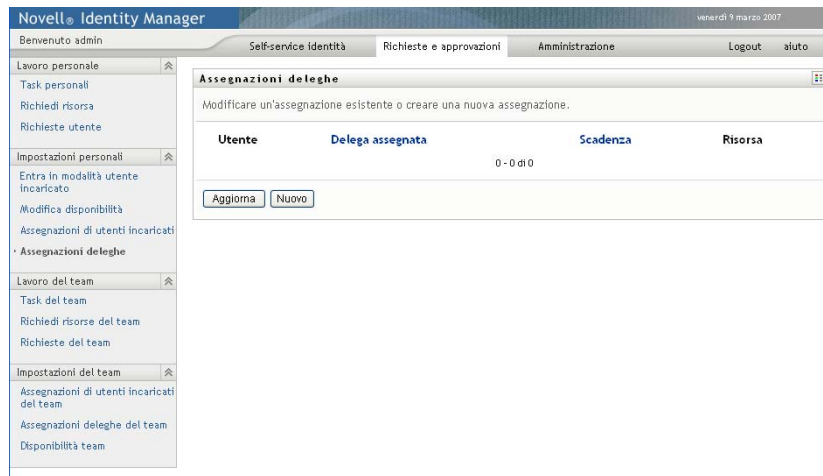 Novell® Identity Manager
venerdì 9 marzo 2007
Benvenuto admin
Self-service identità
Richieste e approvazioni
Amministrazione
Logout
aiuto
Lavoro personale
Task personali
Richiedi risorsa
Richieste utente
Impostazioni personali
Entra in modalità utente
incaricato
Modifica disponibilità
Assegnazioni di utenti incaricati
Assegnazioni deleghe
Lavoro del team
Task del team
Richiedi risorse del team
Richieste del team
Impostazioni del team
Assegnazioni di utenti incaricati
del team
Assegnazioni deleghe del team
Disponibilità team
Assegnazioni deleghe
Modificare un'assegnazione esistente o creare una nuova assegnazione.
Utente Delega assegnata Scadenza Risorsa
0 - 0 di 0
Aggiorna Nuovo